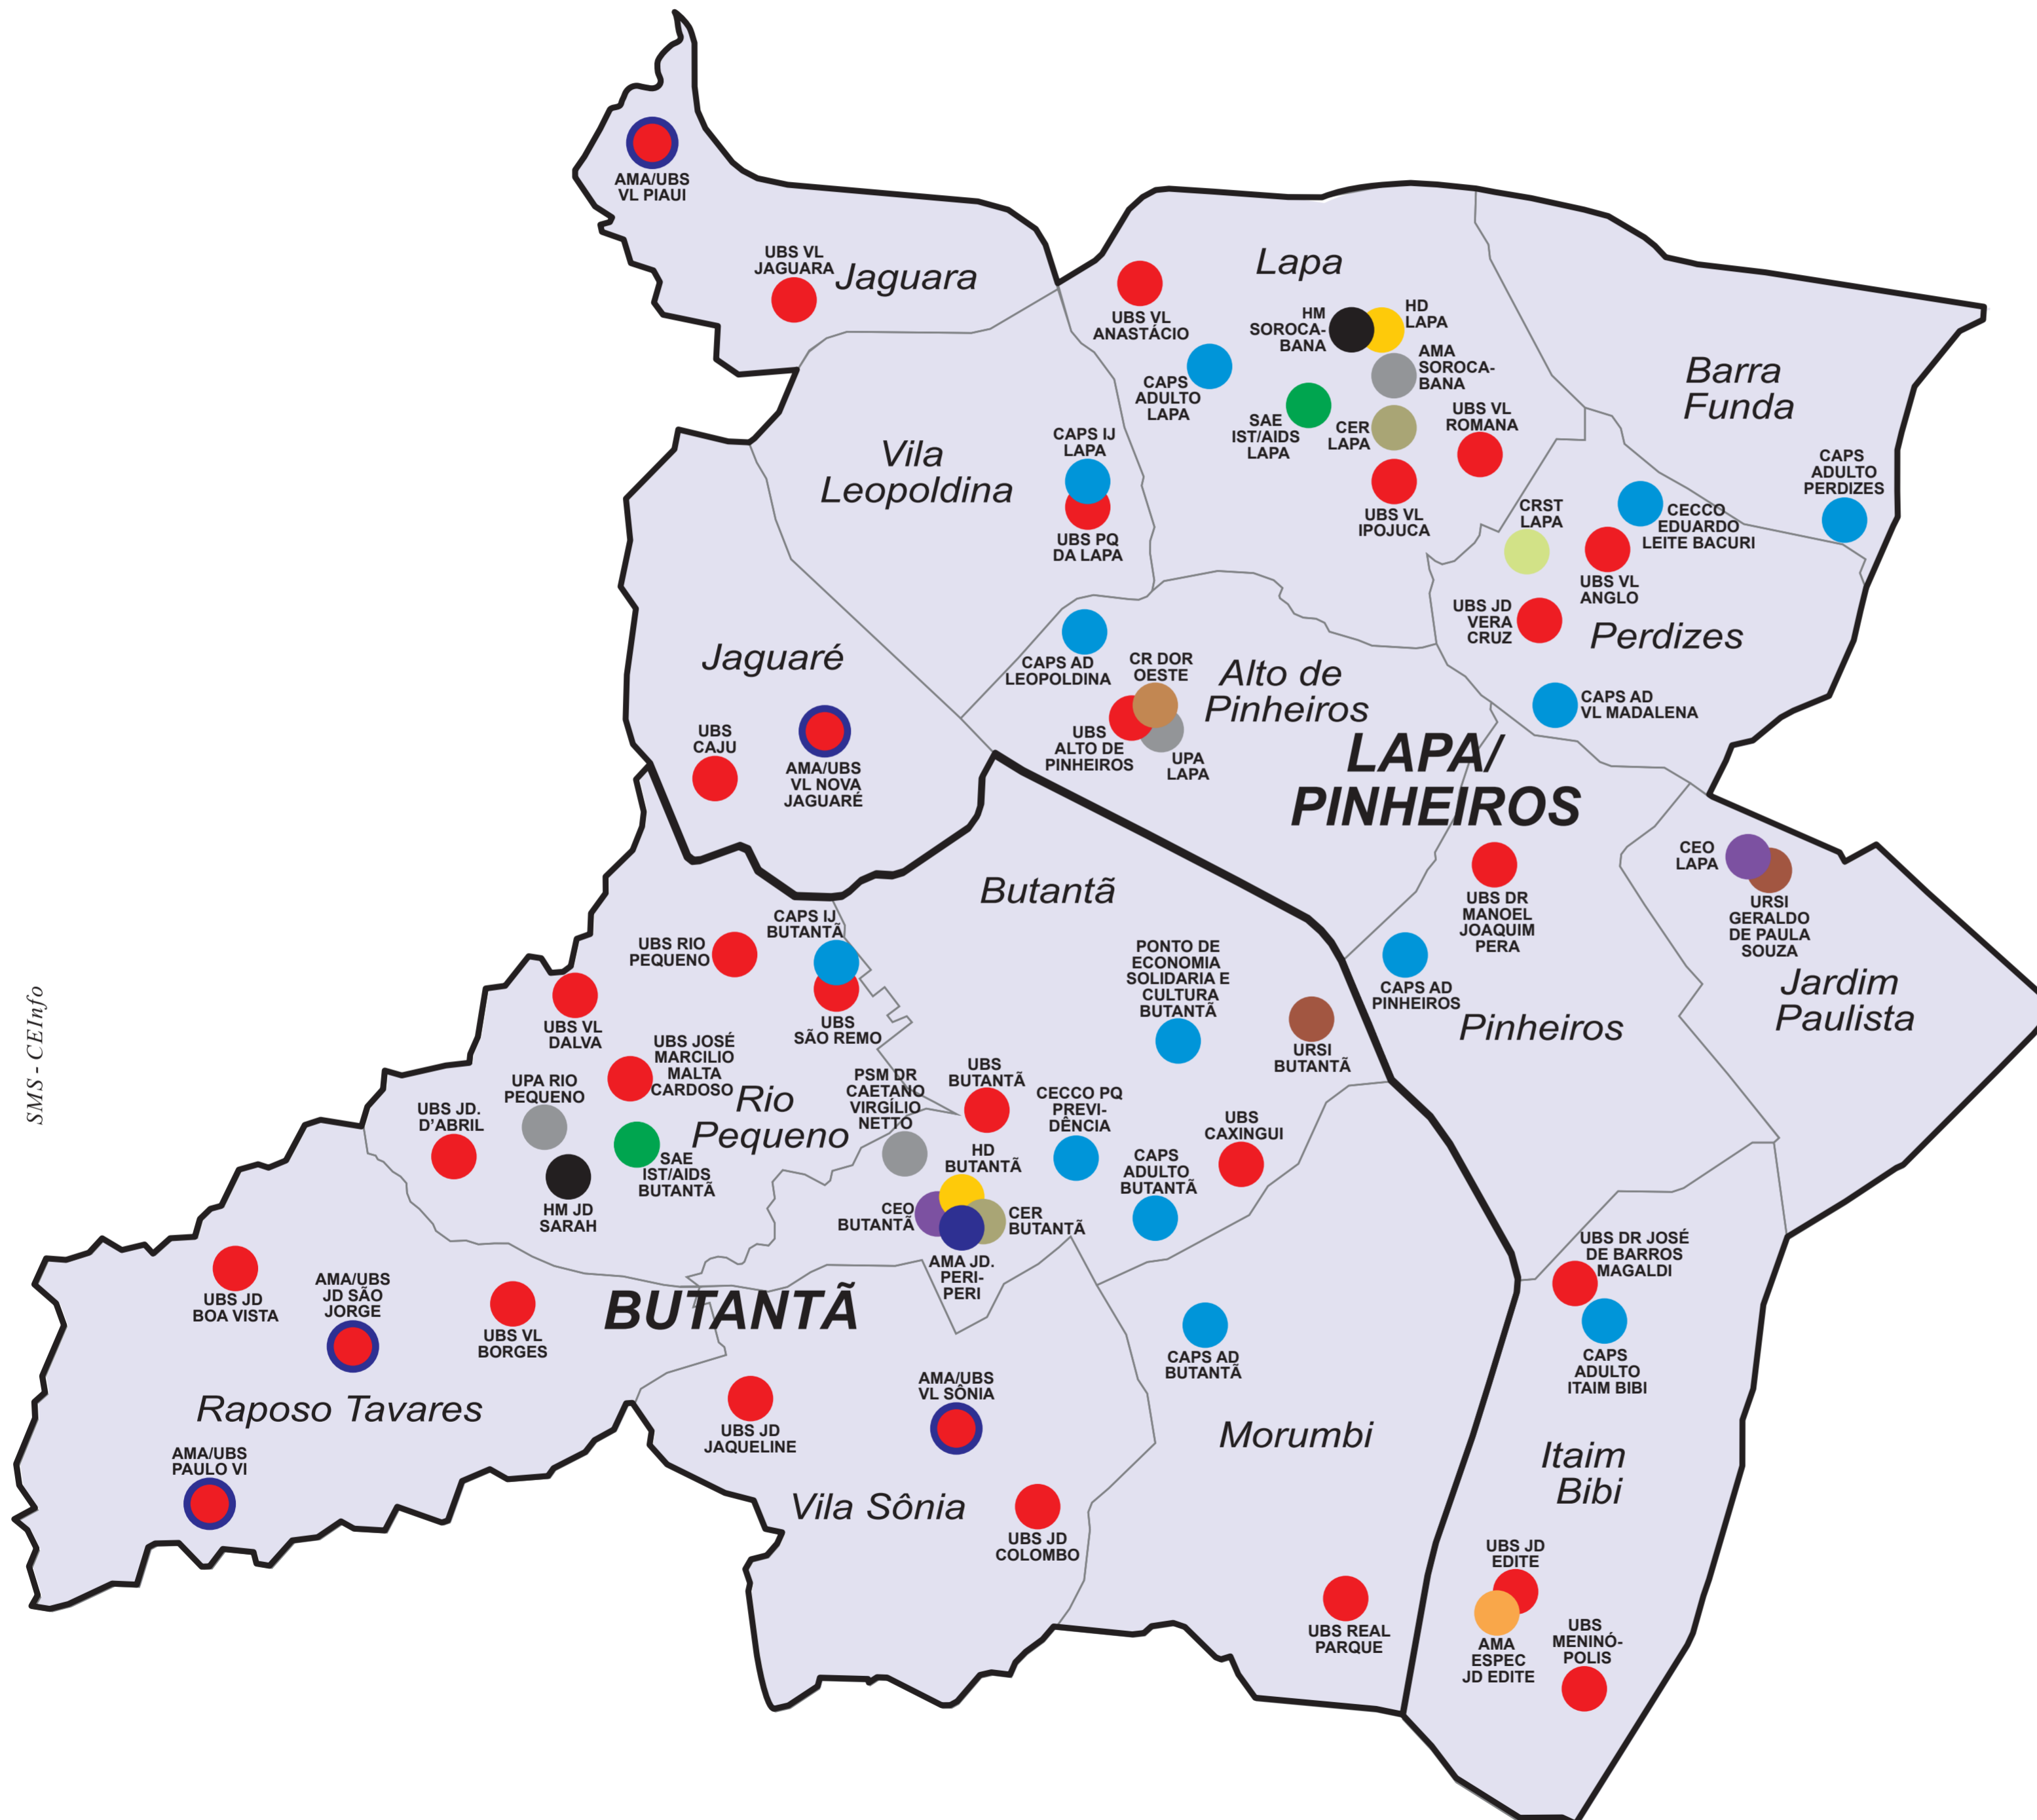 AMA/UBS
VL PIAUI
UBS VL
JAGUARA
Jaguara
Lapa
UBS VL
ANASTÁCIO
HM
SOROCA-
BANA
HD
LAPA
AMA
SOROCA-
BANA
CAPS
ADULTO
LAPA
SAE
IST/AIDS
LAPA
CER
LAPA
UBS VL
ROMANA
UBS VL
IPOJUCA
Barra
Funda
CAPS
ADULTO
PERDIZES
Vila
Leopoldina
CAPS IJ
LAPA
UBS PQ
DA LAPA
CRST
LAPA
CECCO
EDUARDO
LEITE BACURI
UBS VL
ANGLO
UBS JD
VERA
CRUZ
Perdizes
CAPS AD
VL MADALENA
Jaguaré
UBS
CAJU
AMA/UBS
VL NOVA
JAGUARÉ
CAPS AD
LEOPOLDINA
CR DOR
OESTE
Alto de
Pinheiros
UBS
ALTO DE
PINHEIROS
UPA
LAPA
LAPA/
PINHEIROS
CEO
LAPA
URSI
GERALDO
DE PAULA
SOUZA
Jardim
Paulista
UBS DR
MANOEL
JOAQUIM
PERA
CAPS AD
PINHEIROS
Pinheiros
Butantã
CAPS IJ
BUTANTÃ
UBS RIO
PEQUENO
UBS
SÃO REMO
UBS VL
DALVA
PONTO DE
ECONOMIA
SOLIDARIA E
CULTURA
BUTANTÃ
URSI
BUTANTÃ
SMS - CEInfo
UBS JOSÉ
MARCILIO
MALTA
CARDOSO
UPA RIO
PEQUENO
Rio
Pequeno
PSM DR
CAETANO
VIRGÍLIO
NETTO
UBS
BUTANTÃ
CECCO PQ
PREVI-
DÊNCIA
UBS
CAXINGUI
UBS JD.
D'ABRIL
SAE
IST/AIDS
BUTANTÃ
HM JD
SARAH
HD
BUTANTÃ
CEO
BUTANTÃ
CER
BUTANTÃ
AMA JD.
PERI-
PERI
CAPS
ADULTO
BUTANTÃ
UBS JD
BOA VISTA
AMA/UBS
JD SÃO
JORGE
UBS VL
BORGES
BUTANTÃ
UBS DR JOSÉ
DE BARROS
MAGALDI
CAPS
ADULTO
ITAIM BIBI
CAPS AD
BUTANTÃ
Raposo Tavares
AMA/UBS
PAULO VI
UBS JD
JAQUELINE
AMA/UBS
VL SÔNIA
Vila Sônia
UBS JD
COLOMBO
Morumbi
Itaim
Bibi
UBS REAL
PARQUE
UBS JD
EDITE
AMA
ESPEC
JD EDITE
UBS
MENINÓ-
POLIS